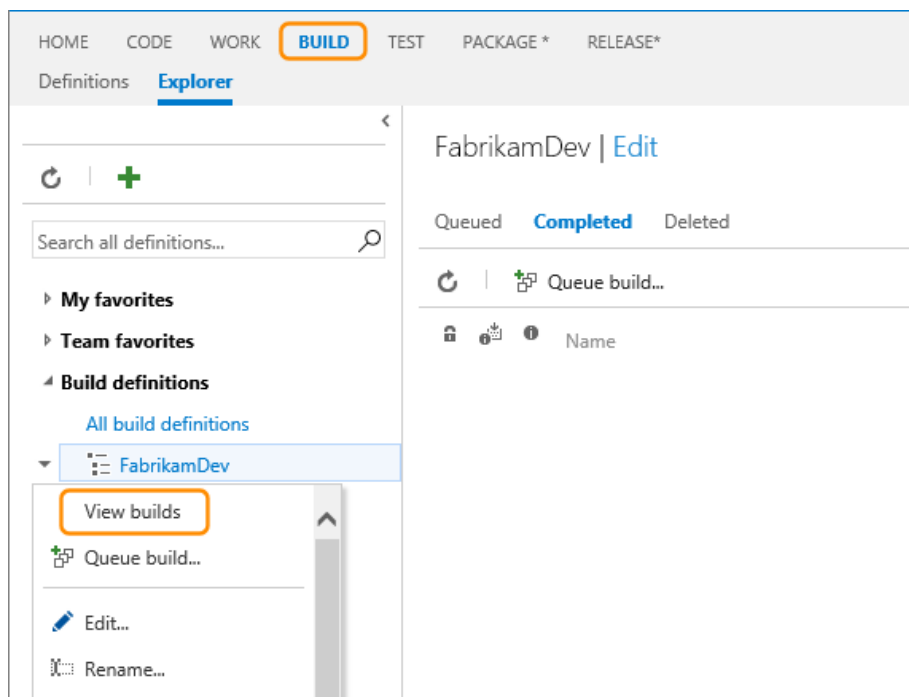 HOME CODE WORK BUILD TEST PACKAGE * RELEASE*
Definitions Explorer
Search all definitions...
My favorites
Team favorites
Build definitions
All build definitions
FabrikamDev
View builds
Queue build...
Edit...
Rename...
FabrikamDev | Edit
Queued Completed Deleted
Queue build...
Name